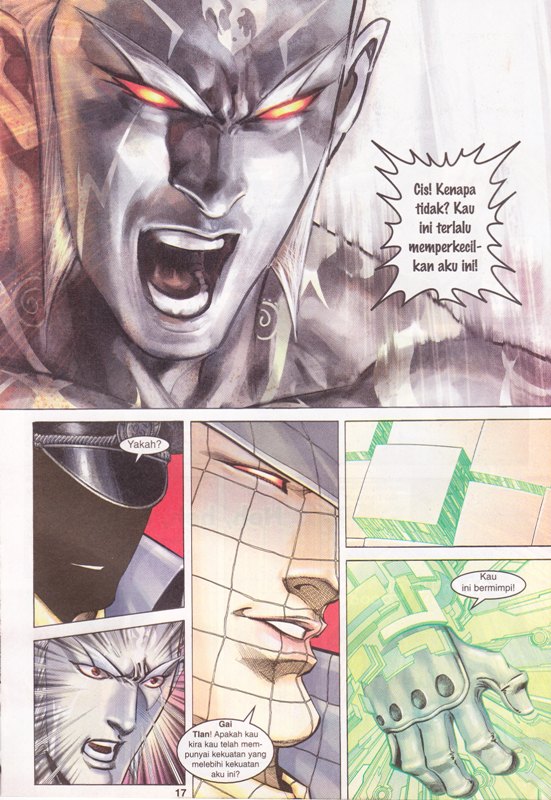 Cis! Kenapa
tidak? Kau
ini terlalu
memperkecil-
kan aku ini!
Yakah?
Gai
Tian! Apakah kau
kira kau telah mem-
punyai kekuatan yang
melebihi kekuatan
aku ini?
Kau
ini bermimpi!
17